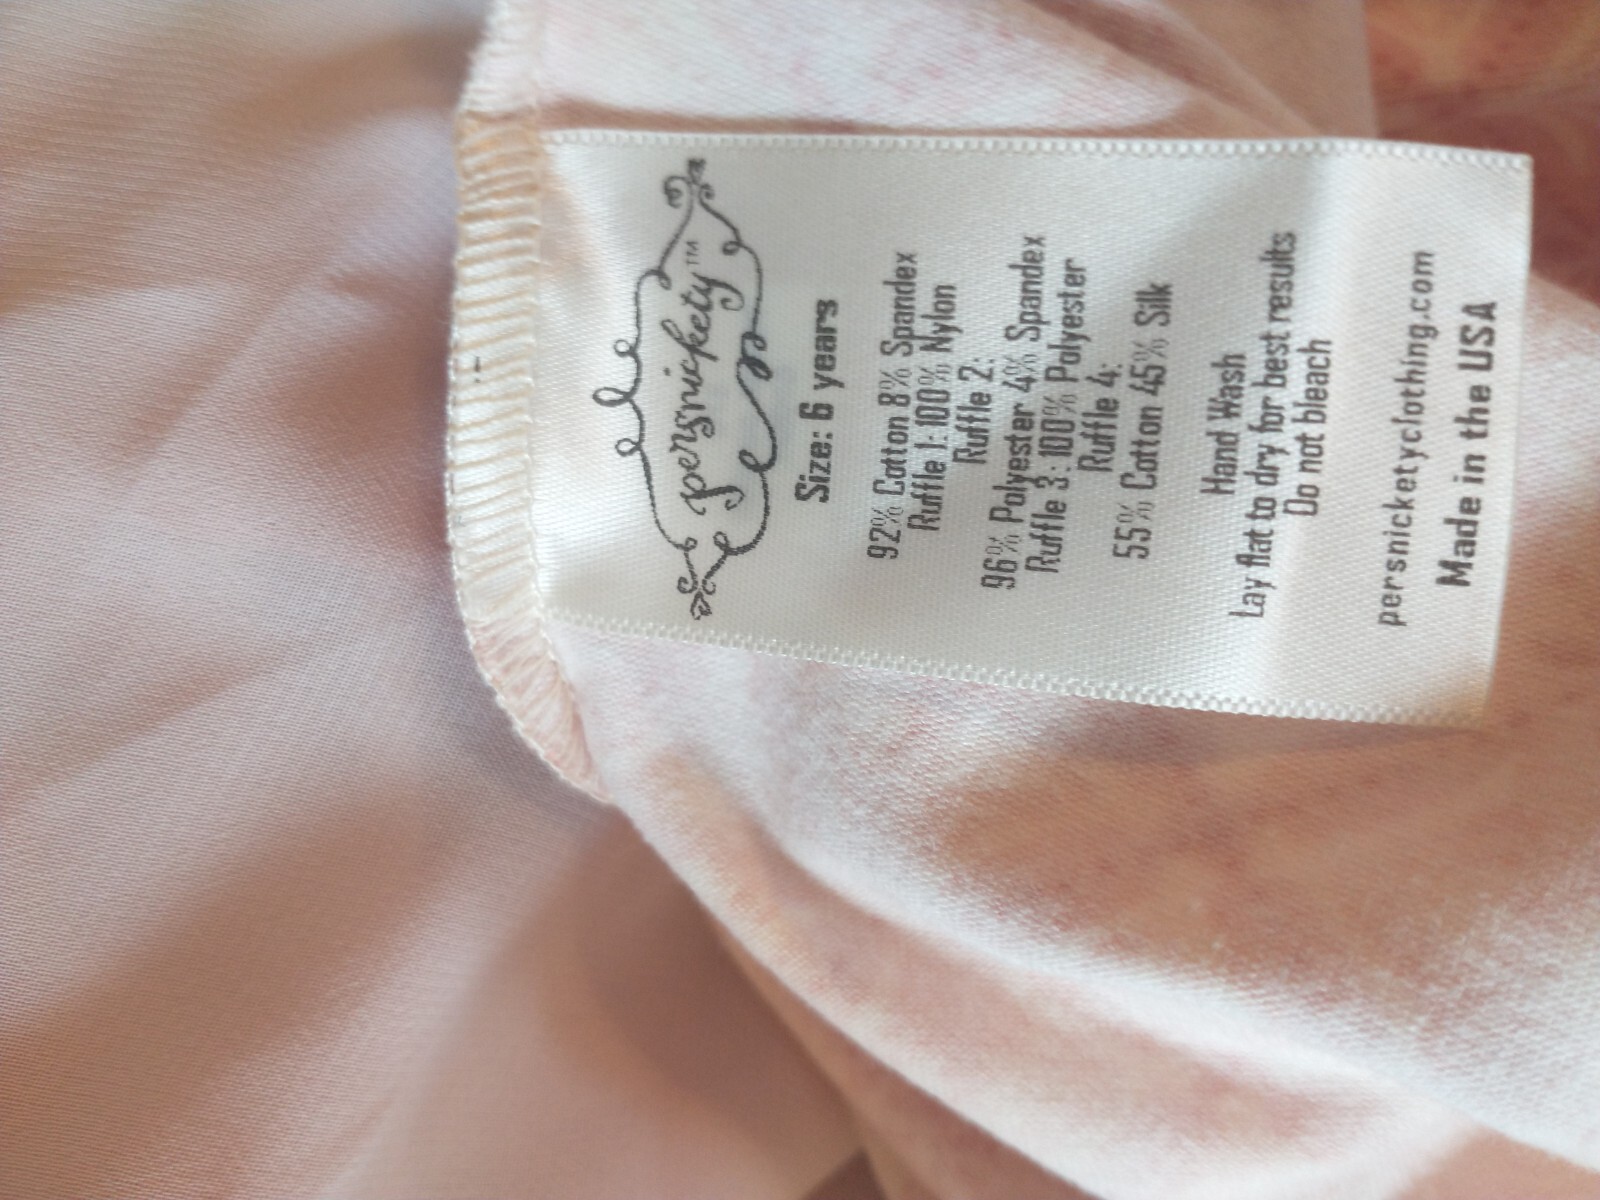 persnickety™
Size: 6 years
92% Cotton 8% Spandex
Ruffle 1: 100% Nylon
Ruffle 2:
96% Polyester 4% Spandex
Ruffle 3: 100% Polyester
Ruffle 4:
55% Cotton 45% Silk
Hand Wash
Lay flat to dry for best results
Do not bleach
persnicketyclothing.com
Made in the USA